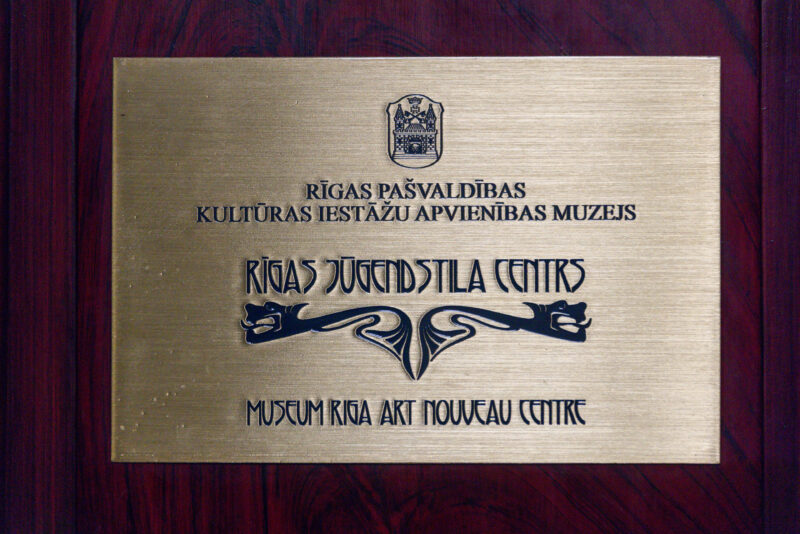 RĪGAS PAŠVALDĪBAS
KULTŪRAS IESTĀŽU APVIENĪBAS MUZEJS
RĪGAS JŪGENDSTILA CENTRS
MUSEUM RIGA ART NOUVEAU CENTRE